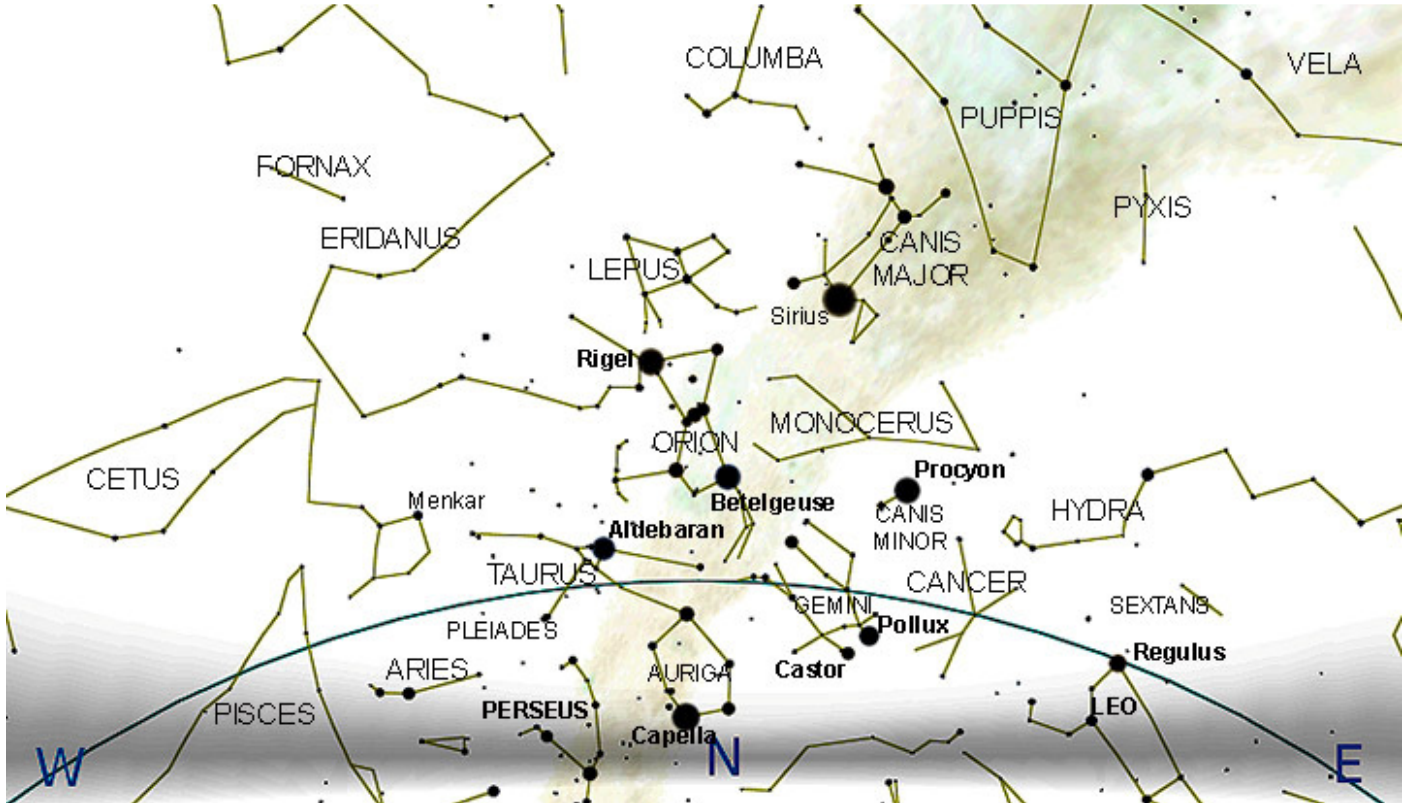 COLUMBA
VELA
PUPPIS
FORNAX
PYXIS
ERIDANUS
CANIS
MAJOR
LEPUS
Sirius
Rigel
MONOCERUS
ORION
CETUS
Procyon
Menkar
Betelgeuse
HYDRA
CANIS
MINOR
Aldebaran
TAURUS
CANCER
GEMINI
SEXTANS
PLEIADES
Pollux
Regulus
ARIES
AURIGA
Castor
PISCES
PERSEUS
LEO
Capella
W
N
E